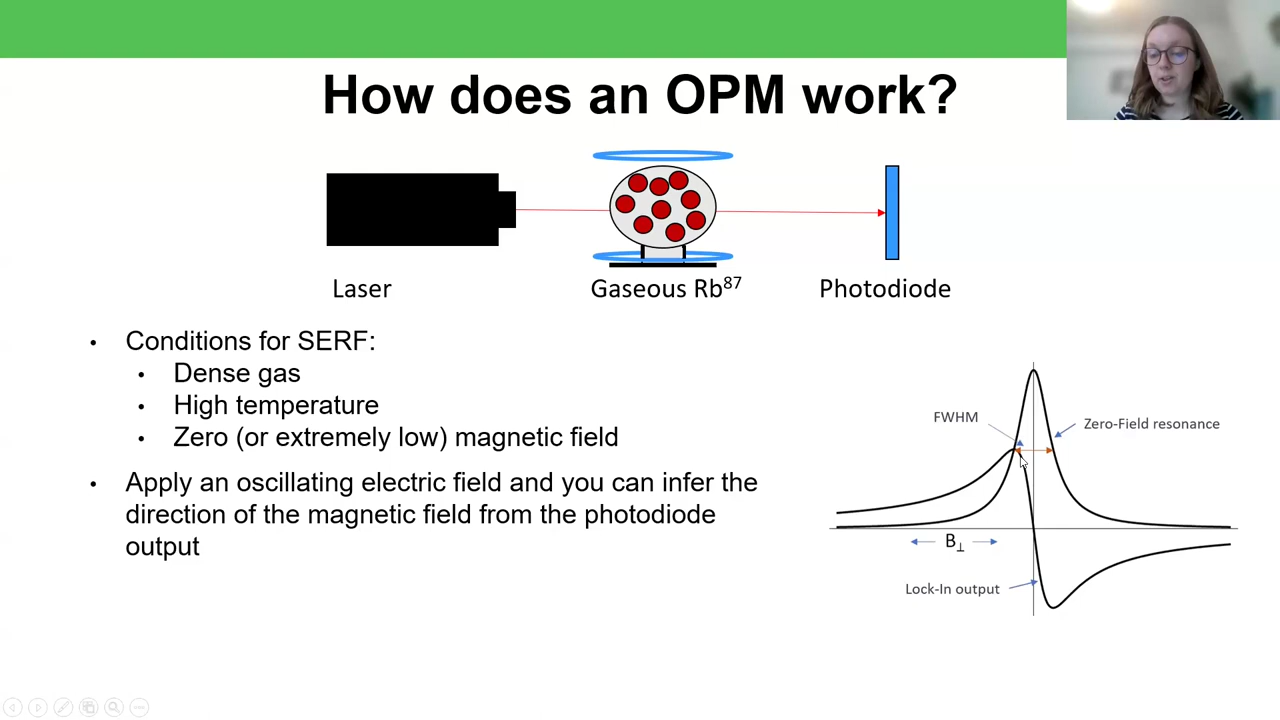 How does an OPM work?
Laser
Gaseous Rb⁸⁷
Photodiode
• Conditions for SERF:
• Dense gas
• High temperature
• Zero (or extremely low) magnetic field
• Apply an oscillating electric field and you can infer the
direction of the magnetic field from the photodiode
output
FWHM
Zero-Field resonance
B⊥
Lock-In output